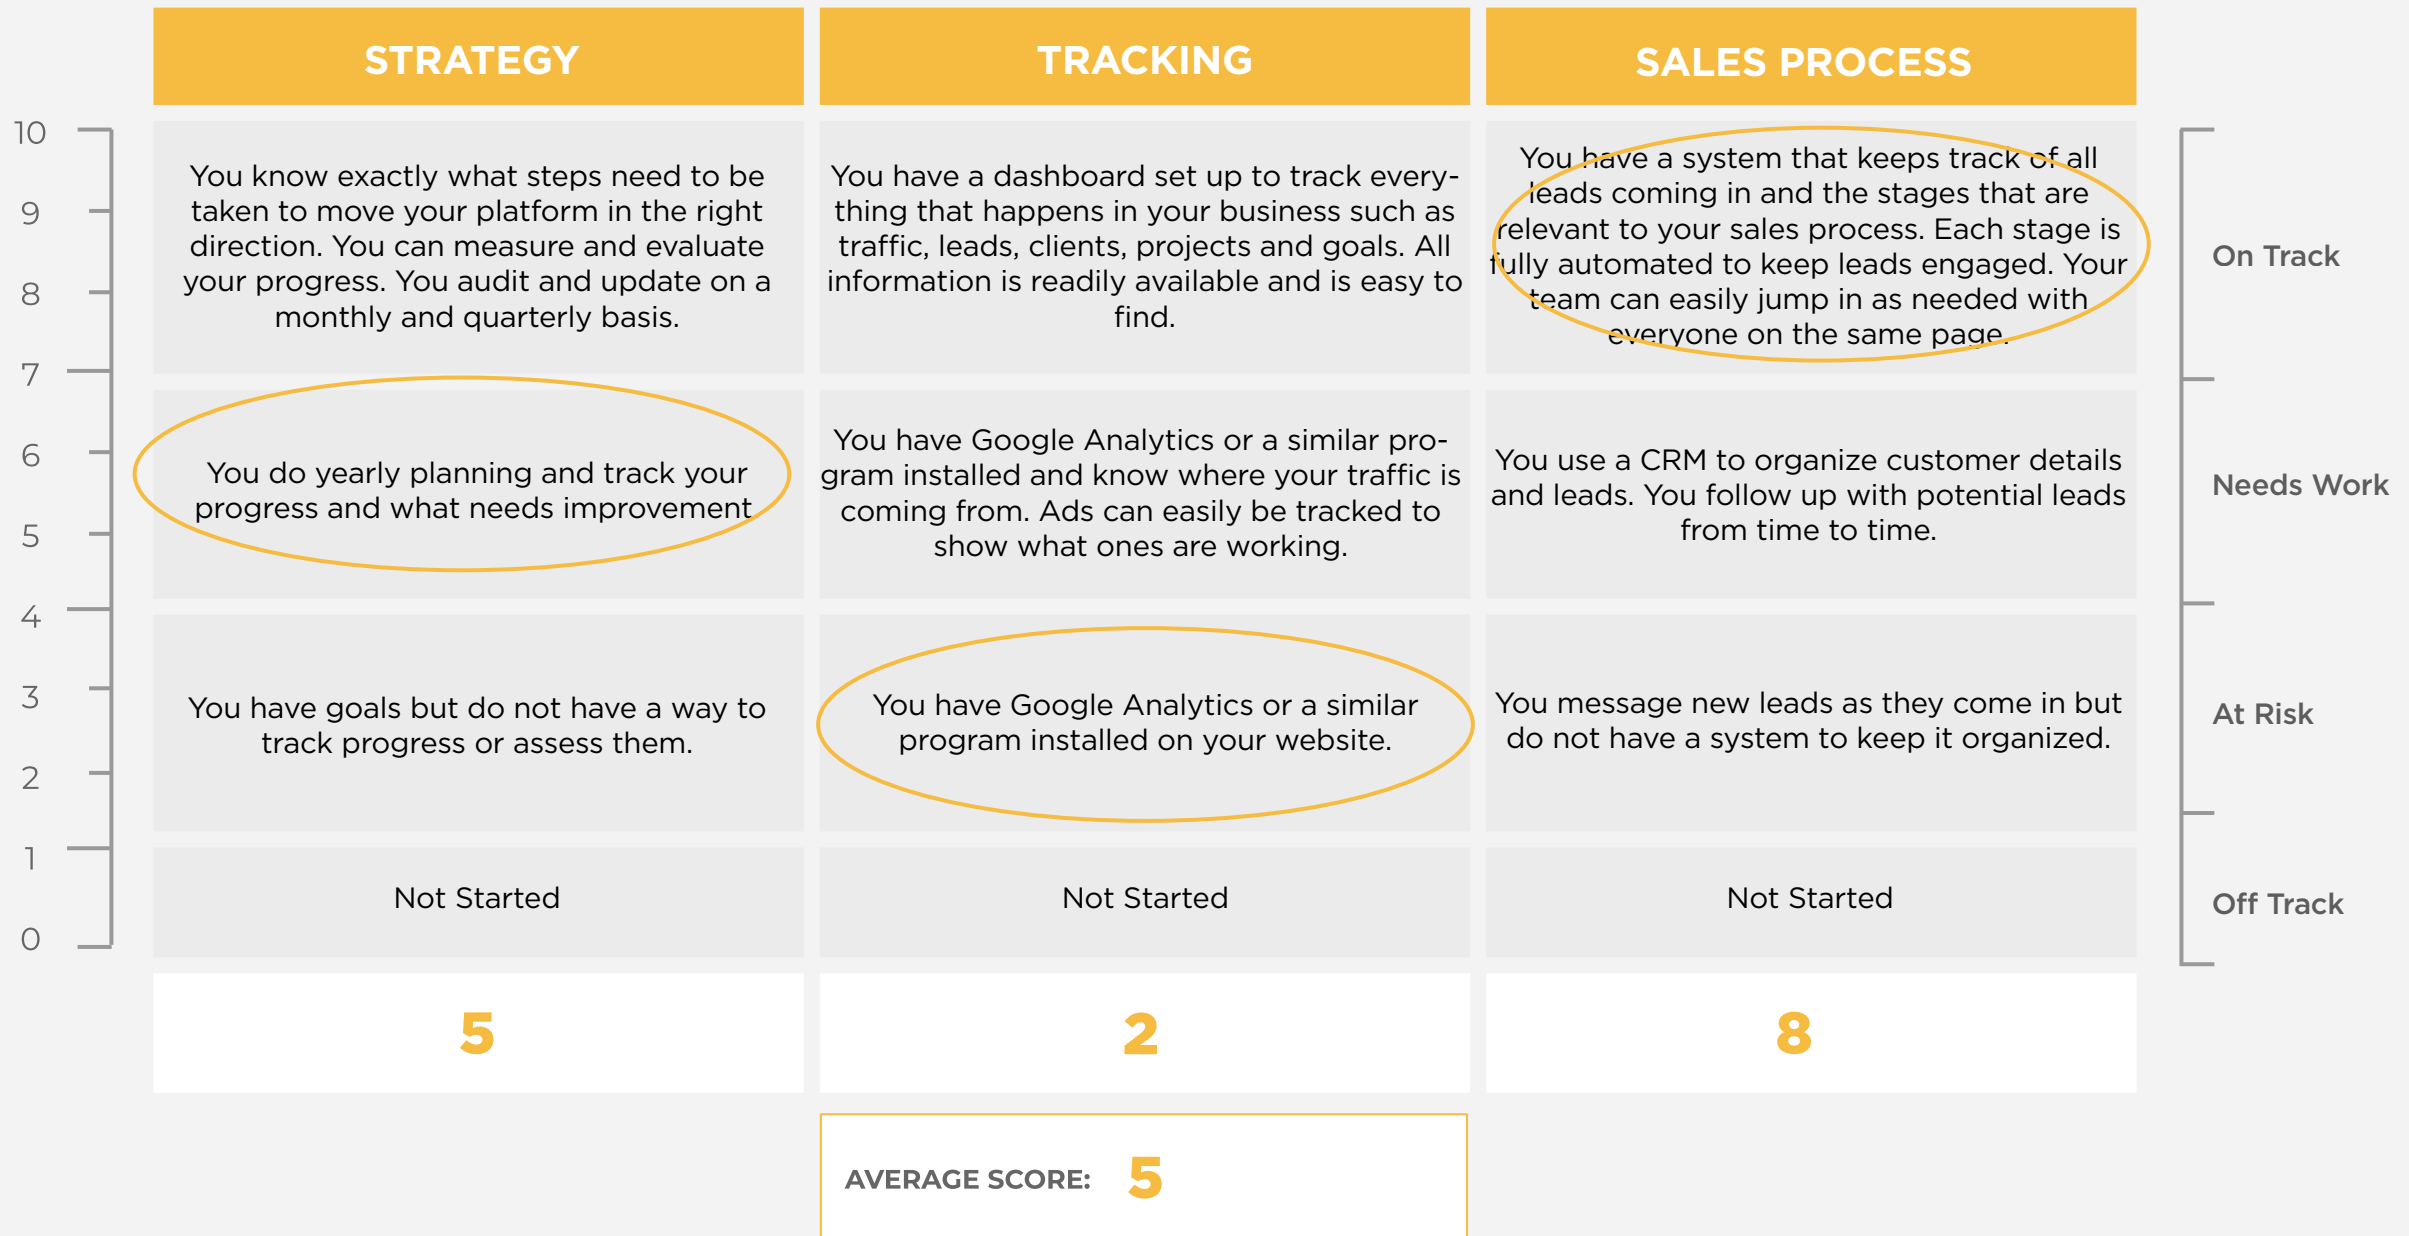 STRATEGY
TRACKING
SALES PROCESS
10
9
8
7
6
5
4
3
2
1
0
You know exactly what steps need to be
taken to move your platform in the right
direction. You can measure and evaluate
your progress. You audit and update on a
monthly and quarterly basis.
You have a dashboard set up to track every-
thing that happens in your business such as
traffic, leads, clients, projects and goals. All
information is readily available and is easy to
find.
You have a system that keeps track of all
leads coming in and the stages that are
relevant to your sales process. Each stage is
fully automated to keep leads engaged. Your
team can easily jump in as needed with
everyone on the same page.
On Track
You do yearly planning and track your
progress and what needs improvement.
You have Google Analytics or a similar pro-
gram installed and know where your traffic is
coming from. Ads can easily be tracked to
show what ones are working.
You use a CRM to organize customer details
and leads. You follow up with potential leads
from time to time.
Needs Work
You have goals but do not have a way to
track progress or assess them.
You have Google Analytics or a similar
program installed on your website.
You message new leads as they come in but
do not have a system to keep it organized.
At Risk
Not Started
Not Started
Not Started
Off Track
5
2
8
AVERAGE SCORE: 5